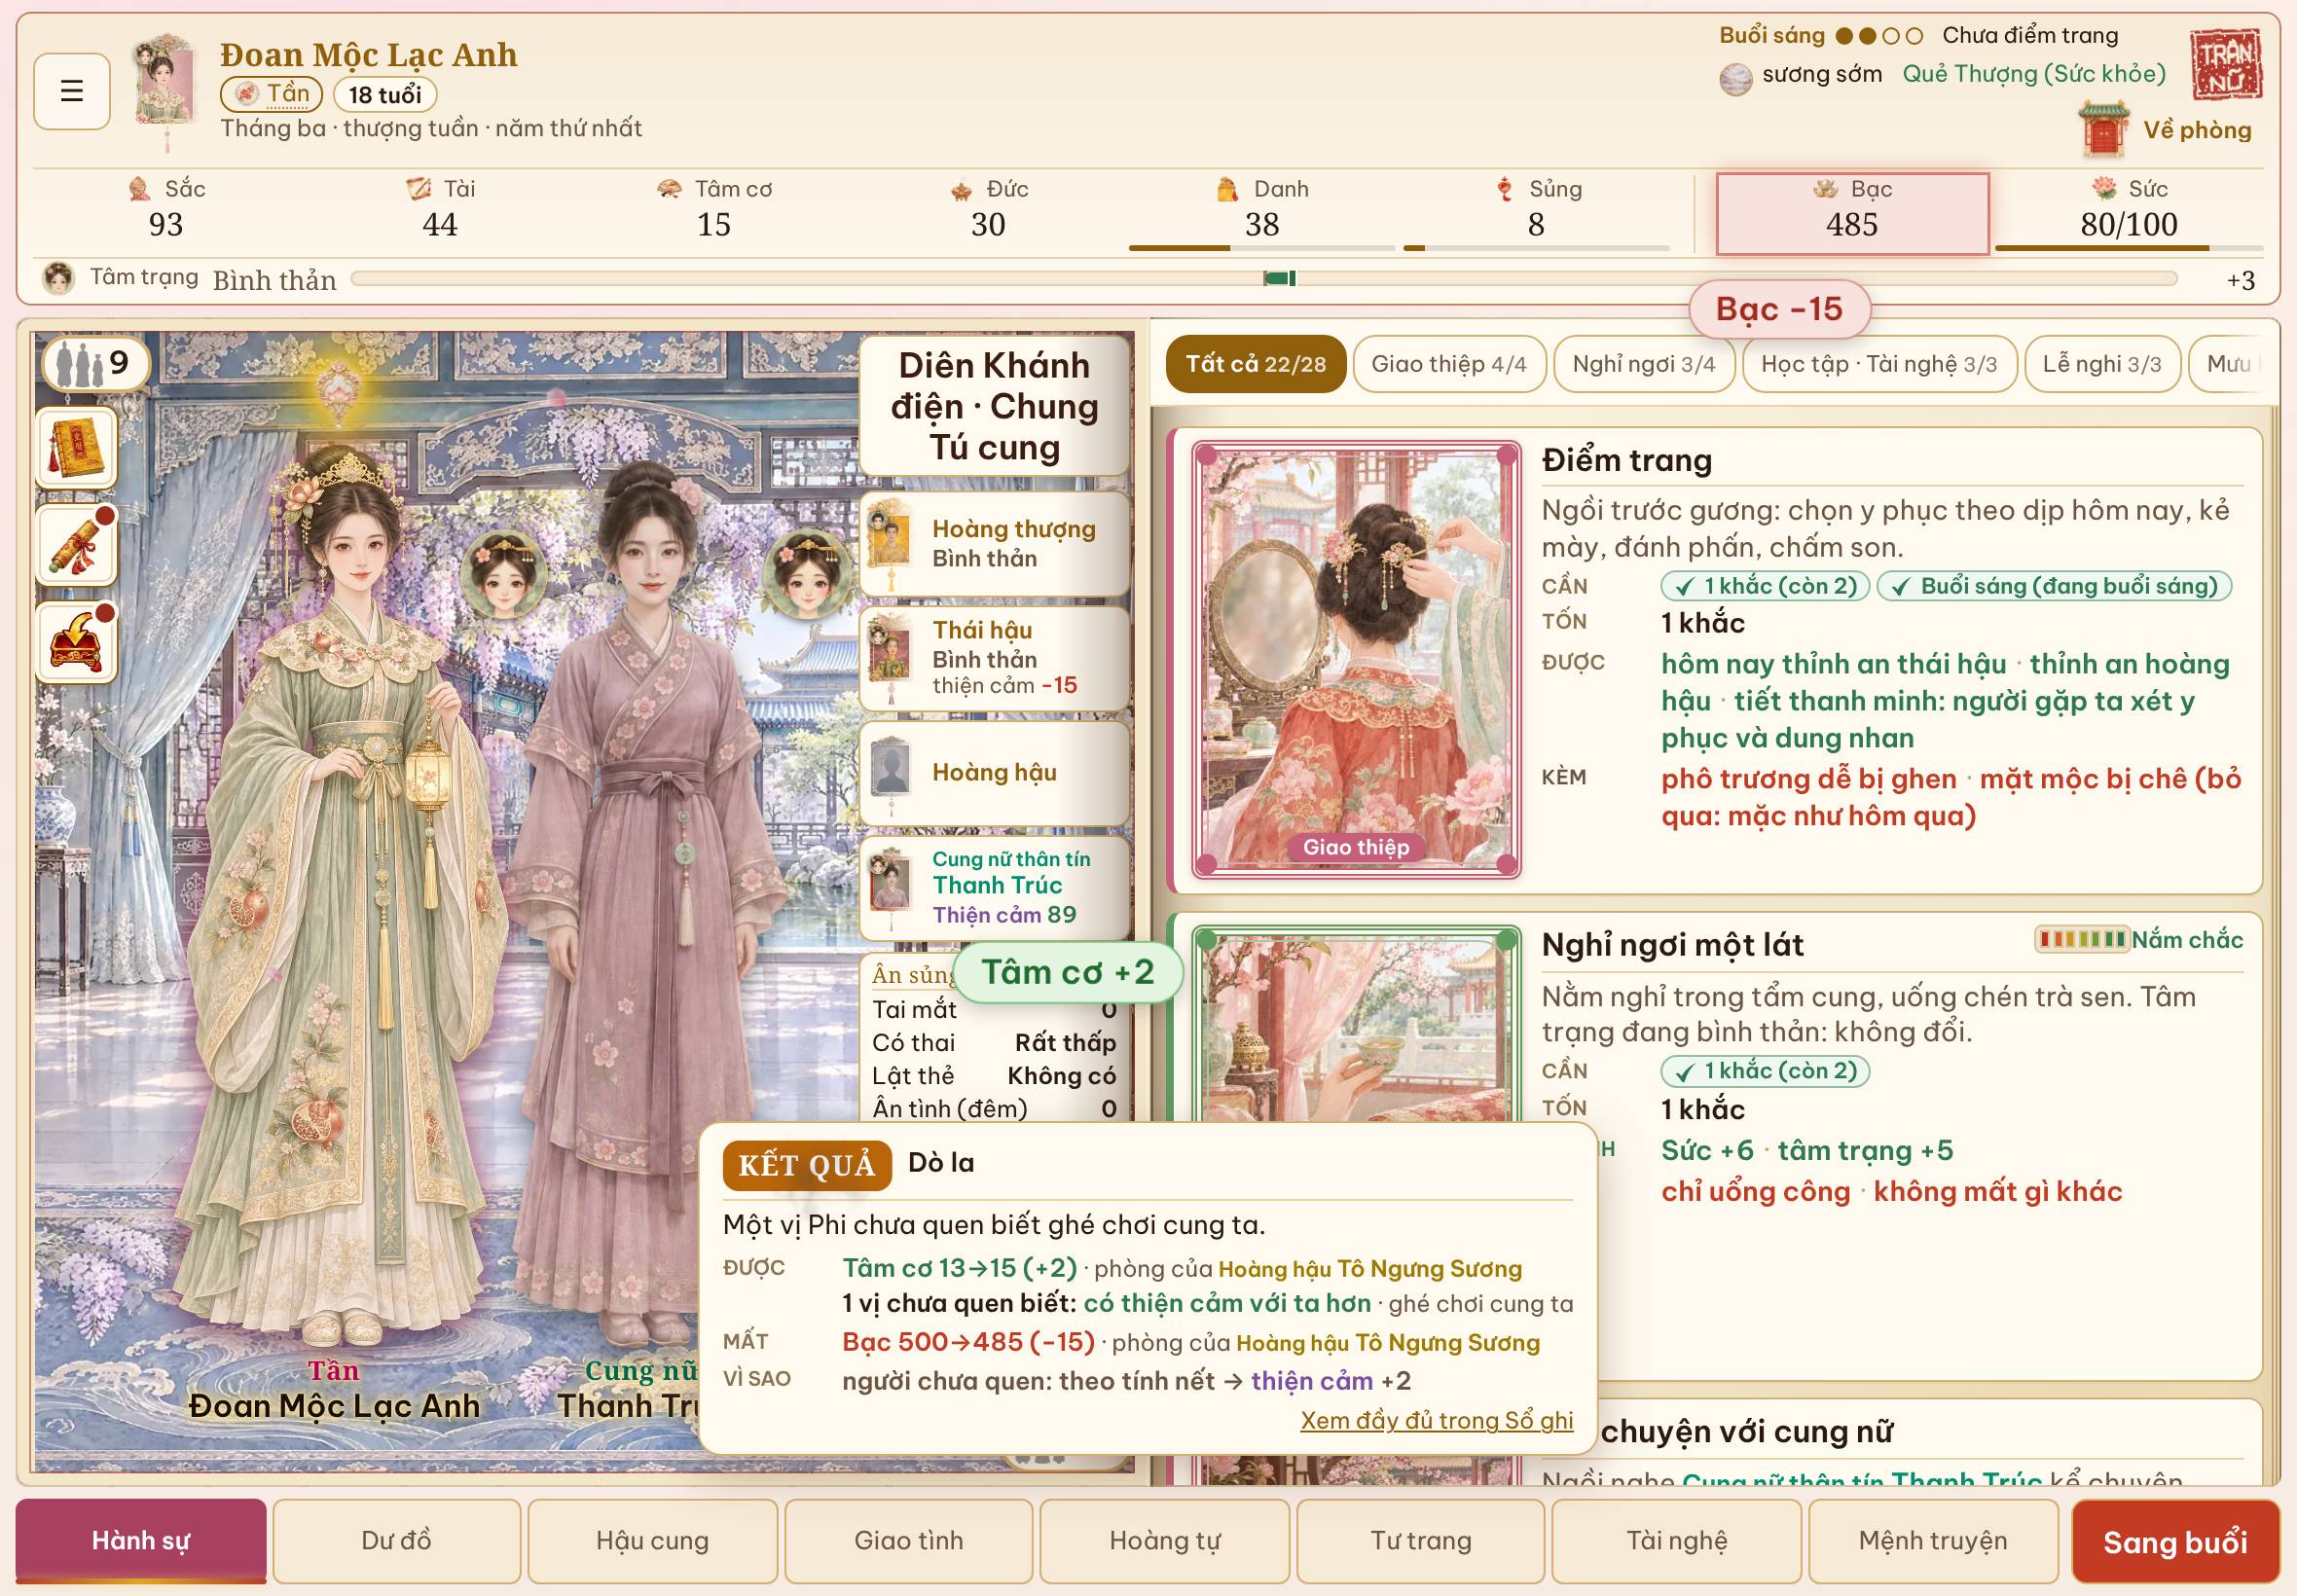 ☰
Đoan Mộc Lạc Anh
Tần
18 tuổi
Tháng ba · thượng tuần · năm thứ nhất
Buổi sáng
Chưa điểm trang
sương sớm
Quẻ Thượng (Sức khỏe)
TRÂN NỮ
Về phòng
Sắc
93
Tài
44
Tâm cơ
15
Đức
30
Danh
38
Sủng
8
Bạc
485
Sức
80/100
Tâm trạng Bình thản
+3
Bạc −15
9
Diên Khánh
điện · Chung
Tú cung
Hoàng thượng
Bình thản
Thái hậu
Bình thản
thiện cảm −15
Hoàng hậu
Cung nữ thân tín
Thanh Trúc
Thiện cảm 89
Tâm cơ +2
Tai mắt 0
Có thai Rất thấp
Lật thẻ Không có
Ân tình (đêm) 0
Tần
Đoan Mộc Lạc Anh
Cung nữ
Thanh
Tất cả 22/28
Giao thiệp 4/4
Nghỉ ngơi 3/4
Học tập · Tài nghệ 3/3
Lễ nghi 3/3
Mưu
Giao thiệp
Điểm trang
Ngồi trước gương: chọn y phục theo dịp hôm nay, kẻ
mày, đánh phấn, chấm son.
CẦN ✓ 1 khắc (còn 2) ✓ Buổi sáng (đang buổi sáng)
TỐN 1 khắc
ĐƯỢC hôm nay thỉnh an thái hậu · thỉnh an hoàng
hậu · tiết thanh minh: người gặp ta xét y
phục và dung nhan
KÈM phô trương dễ bị ghen · mặt mộc bị chê (bỏ
qua: mặc như hôm qua)
Nghỉ ngơi một lát
Nắm chắc
Nằm nghỉ trong tẩm cung, uống chén trà sen. Tâm
trạng đang bình thản: không đổi.
CẦN ✓ 1 khắc (còn 2)
TỐN 1 khắc
Sức +6 · tâm trạng +5
chỉ uổng công · không mất gì khác
chuyện với cung nữ
Ngồi nghe Cung nữ thân tín Thanh Trúc kể chuyện
KẾT QUẢ Dò la
Một vị Phi chưa quen biết ghé chơi cung ta.
ĐƯỢC Tâm cơ 13→15 (+2) · phòng của Hoàng hậu Tô Ngưng Sương
1 vị chưa quen biết: có thiện cảm với ta hơn · ghé chơi cung ta
MẤT Bạc 500→485 (−15) · phòng của Hoàng hậu Tô Ngưng Sương
VÌ SAO người chưa quen: theo tính nết → thiện cảm +2
Xem đầy đủ trong Sổ ghi
Hành sự
Dư đồ
Hậu cung
Giao tình
Hoàng tự
Tư trang
Tài nghệ
Mệnh truyện
Sang buổi